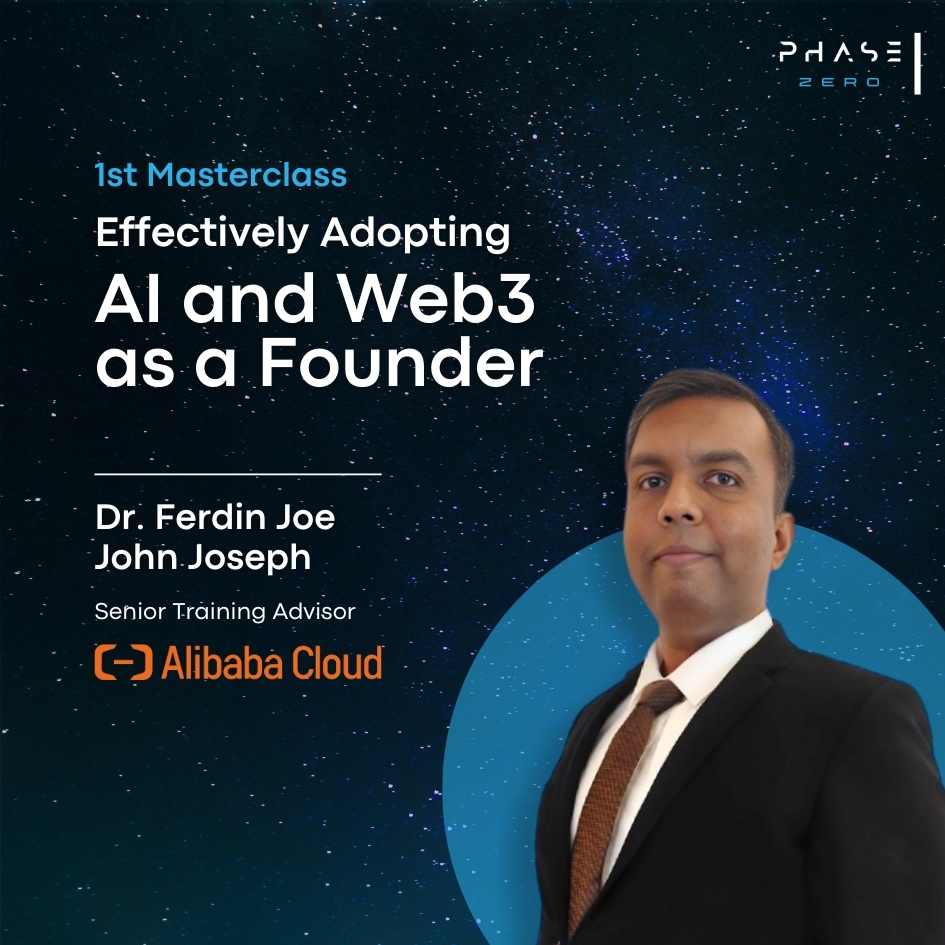 PHASE
ZERO
1st Masterclass
Effectively Adopting
AI and Web3
as a Founder
Dr. Ferdin Joe
John Joseph
Senior Training Advisor
Alibaba Cloud